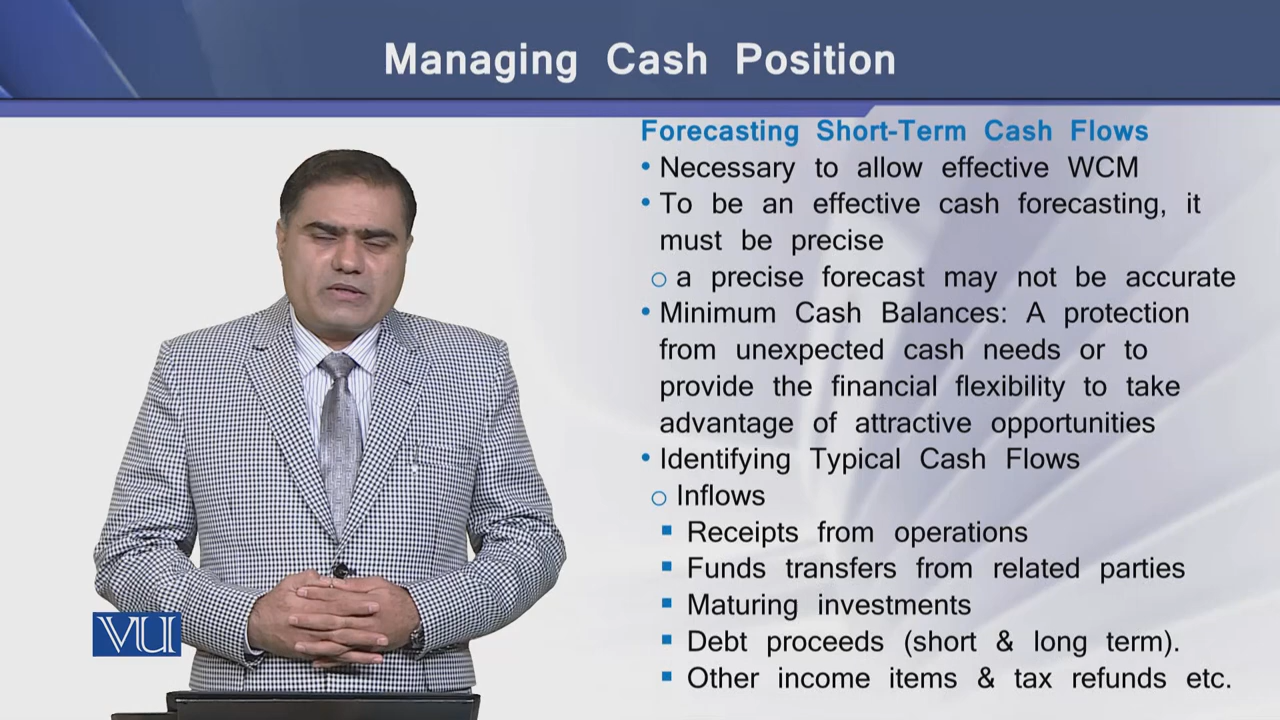 Managing Cash Position
Forecasting Short-Term Cash Flows
• Necessary to allow effective WCM
• To be an effective cash forecasting, it
must be precise
o a precise forecast may not be accurate
• Minimum Cash Balances: A protection
from unexpected cash needs or to
provide the financial flexibility to take
advantage of attractive opportunities
• Identifying Typical Cash Flows
o Inflows
▪ Receipts from operations
▪ Funds transfers from related parties
▪ Maturing investments
▪ Debt proceeds (short & long term).
▪ Other income items & tax refunds etc.
VU